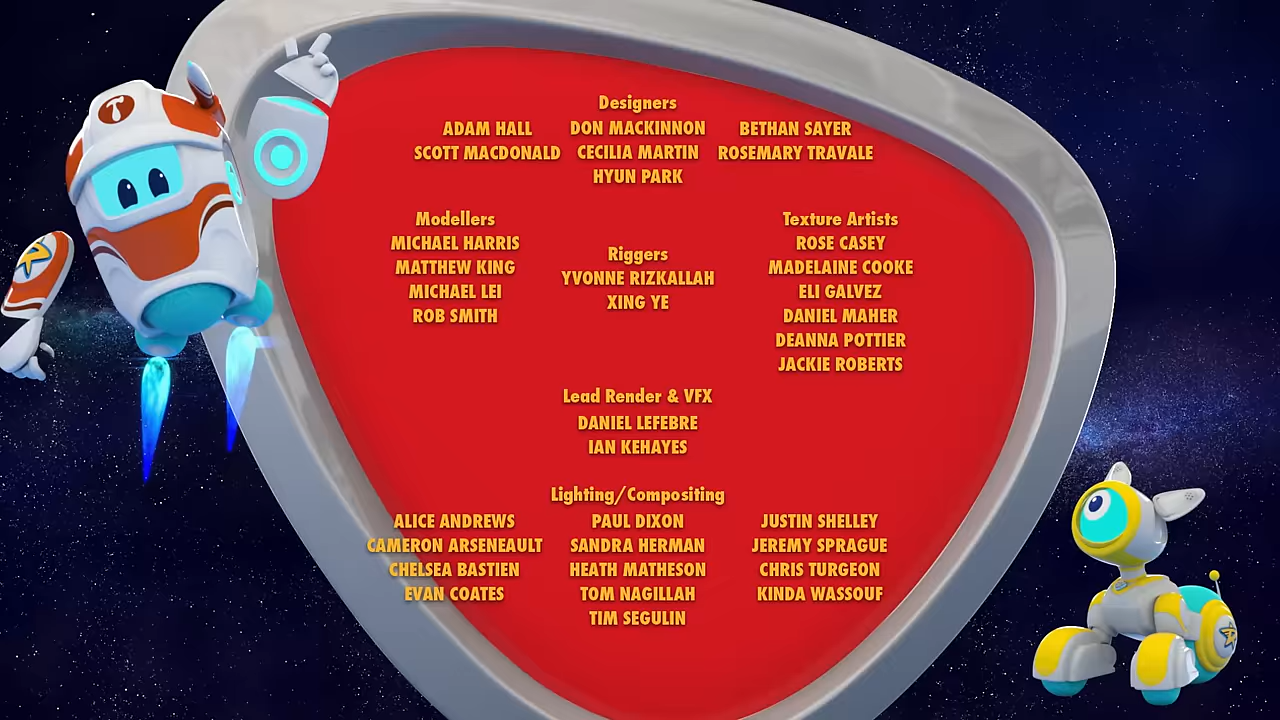 Designers
ADAM HALL DON MACKINNON BETHAN SAYER
SCOTT MACDONALD CECILIA MARTIN ROSEMARY TRAVALE
HYUN PARK
Modellers
MICHAEL HARRIS
MATTHEW KING
MICHAEL LEI
ROB SMITH
Riggers
YVONNE RIZKALLAH
XING YE
Texture Artists
ROSE CASEY
MADELAINE COOKE
ELI GALVEZ
DANIEL MAHER
DEANNA POTTIER
JACKIE ROBERTS
Lead Render & VFX
DANIEL LEFEBRE
IAN KEHAYES
Lighting/Compositing
ALICE ANDREWS PAUL DIXON JUSTIN SHELLEY
CAMERON ARSENEAULT SANDRA HERMAN JEREMY SPRAGUE
CHELSEA BASTIEN HEATH MATHESON CHRIS TURGEON
EVAN COATES TOM NAGILLAH KINDA WASSOUF
TIM SEGULIN